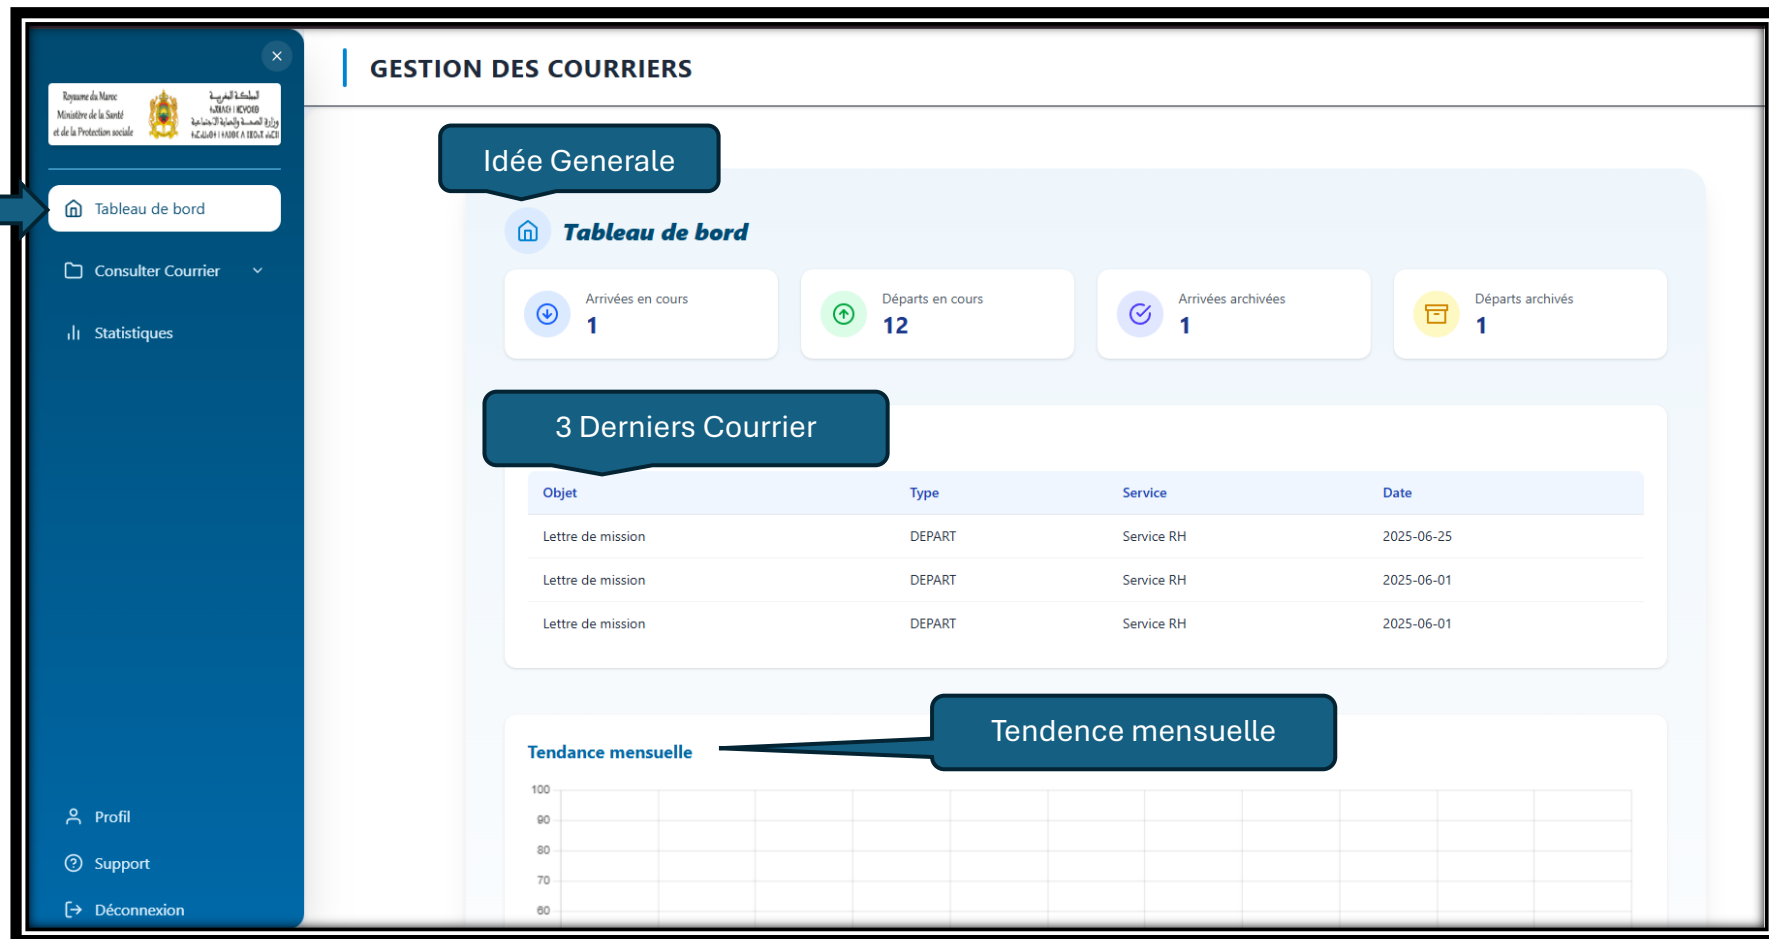 GESTION DES COURRIERS
Royaume du Maroc
Ministère de la Santé
et de la Protection sociale
المملكة المغربية
وزارة الصحة والحماية الاجتماعية
Tableau de bord
Consulter Courrier
Statistiques
Profil
Support
Déconnexion
Idée Generale
Tableau de bord
Arrivées en cours
1
Départs en cours
12
Arrivées archivées
1
Départs archivés
1
3 Derniers Courrier
Objet Type Service Date
Lettre de mission DEPART Service RH 2025-06-25
Lettre de mission DEPART Service RH 2025-06-01
Lettre de mission DEPART Service RH 2025-06-01
Tendence mensuelle
Tendance mensuelle
100
90
80
70
60